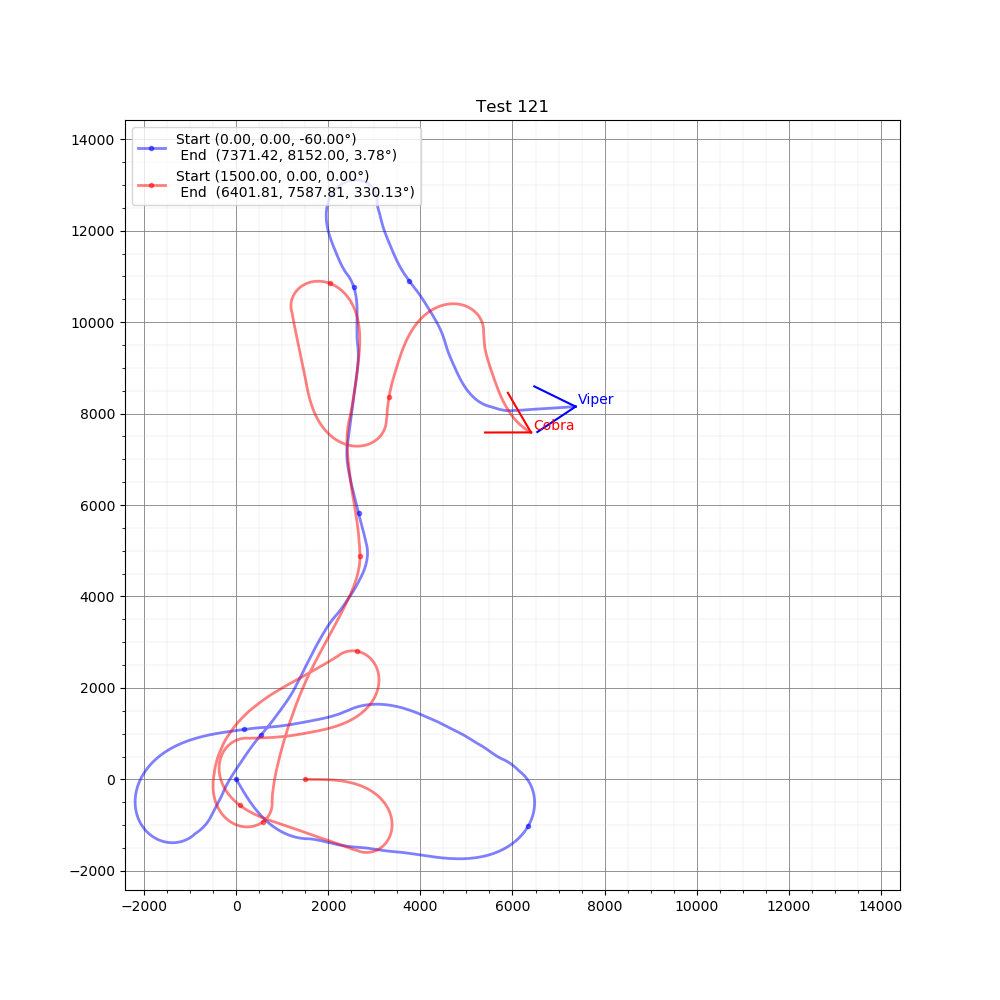 Test 121
Start (0.00, 0.00, -60.00°)
End  (7371.42, 8152.00, 3.78°)
Start (1500.00, 0.00, 0.00°)
End  (6401.81, 7587.81, 330.13°)
14000
12000
10000
8000
6000
4000
2000
0
−2000
Viper
Cobra
−2000 0 2000 4000 6000 8000 10000 12000 14000